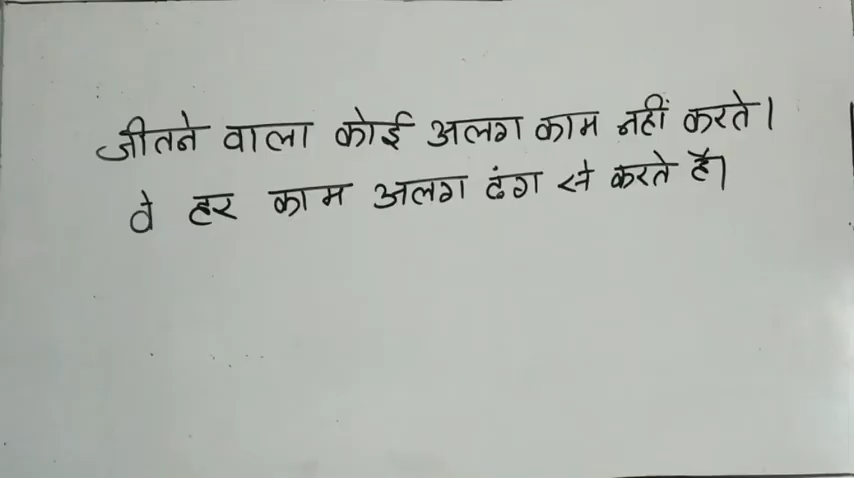 जीतने वाला कोई अलग काम नहीं करते।
वे हर काम अलग ढंग से करते है।